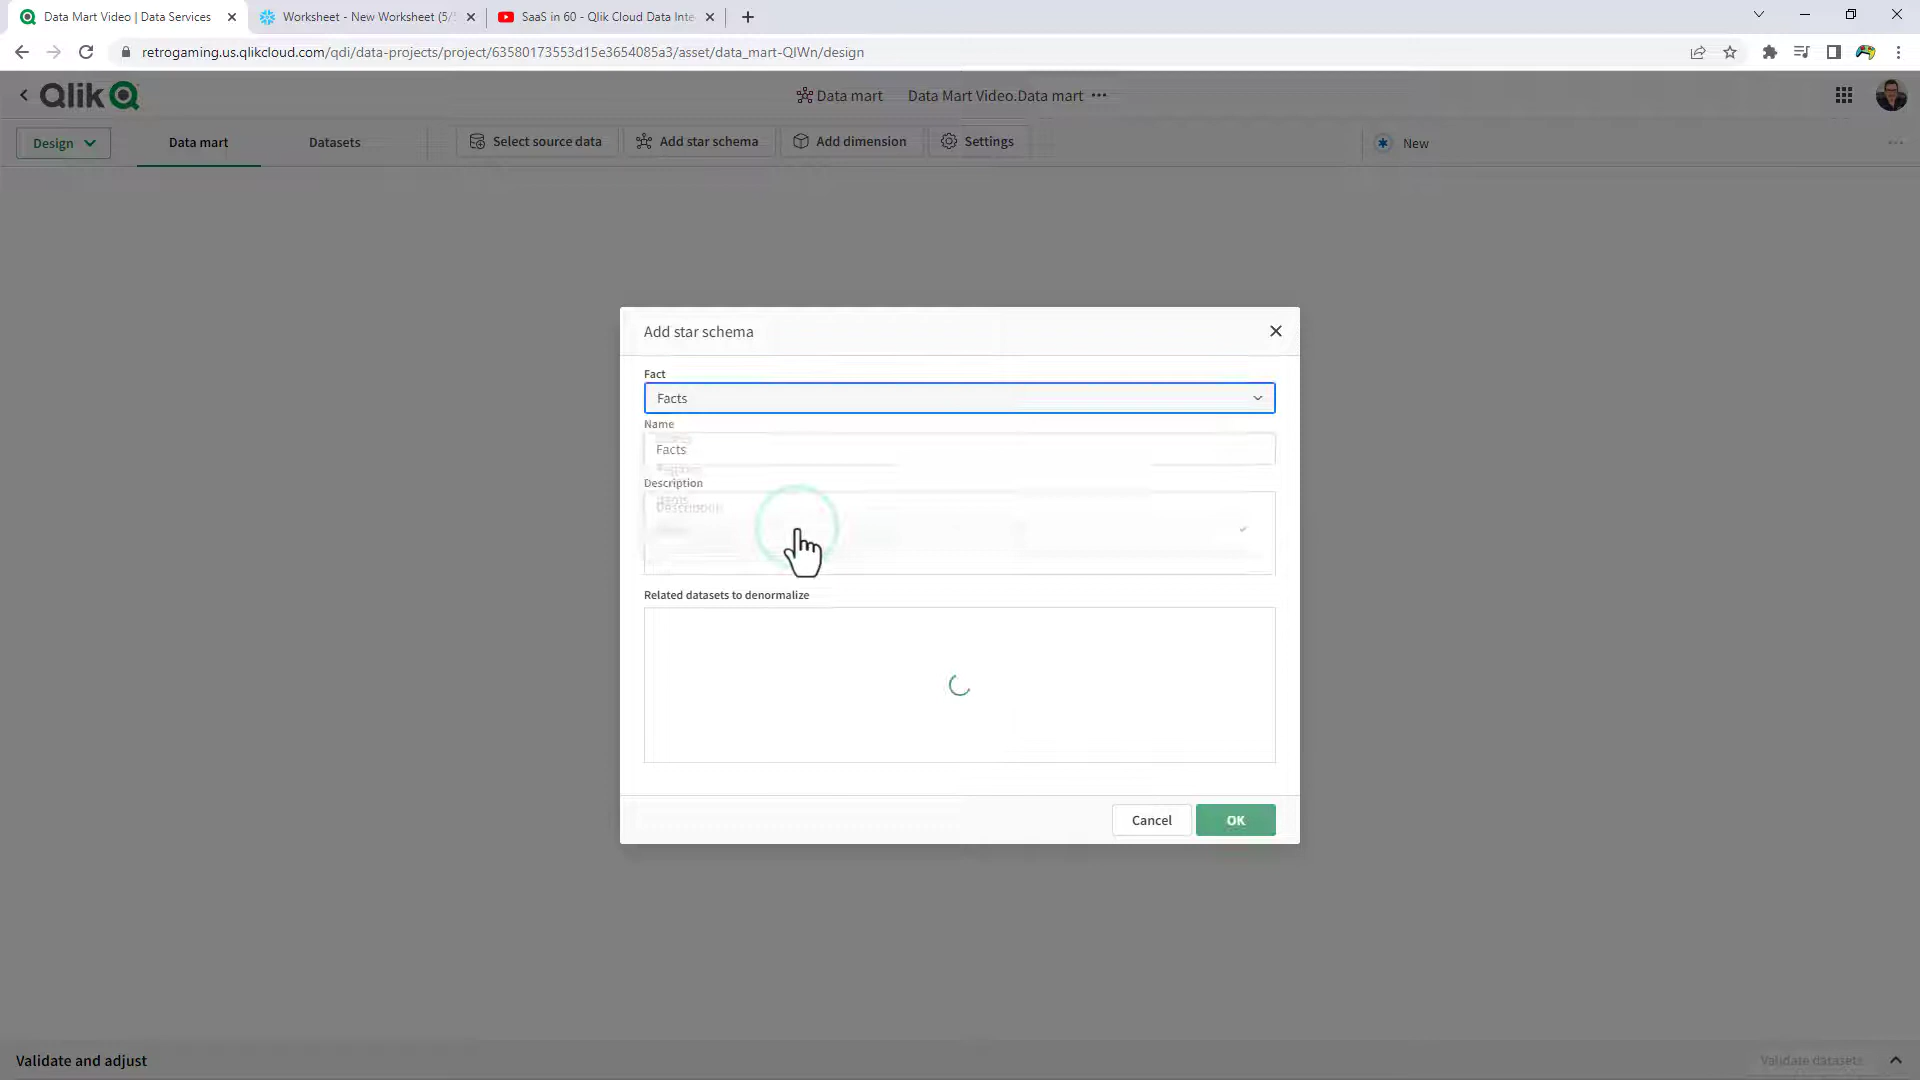 Data Mart Video | Data Services
Worksheet - New Worksheet (5/
SaaS in 60 - Qlik Cloud Data Inte
retrogaming.us.qlikcloud.com/qdi/data-projects/project/63580173553d15e3654085a3/asset/data_mart-QIWn/design
Qlik
Data mart
Data Mart Video.Data mart
Design
Data mart
Datasets
Select source data
Add star schema
Add dimension
Settings
New
Add star schema
Fact
Facts
Name
Facts
Description
Description
Related datasets to denormalize
Cancel
OK
Validate and adjust
Validate datasets